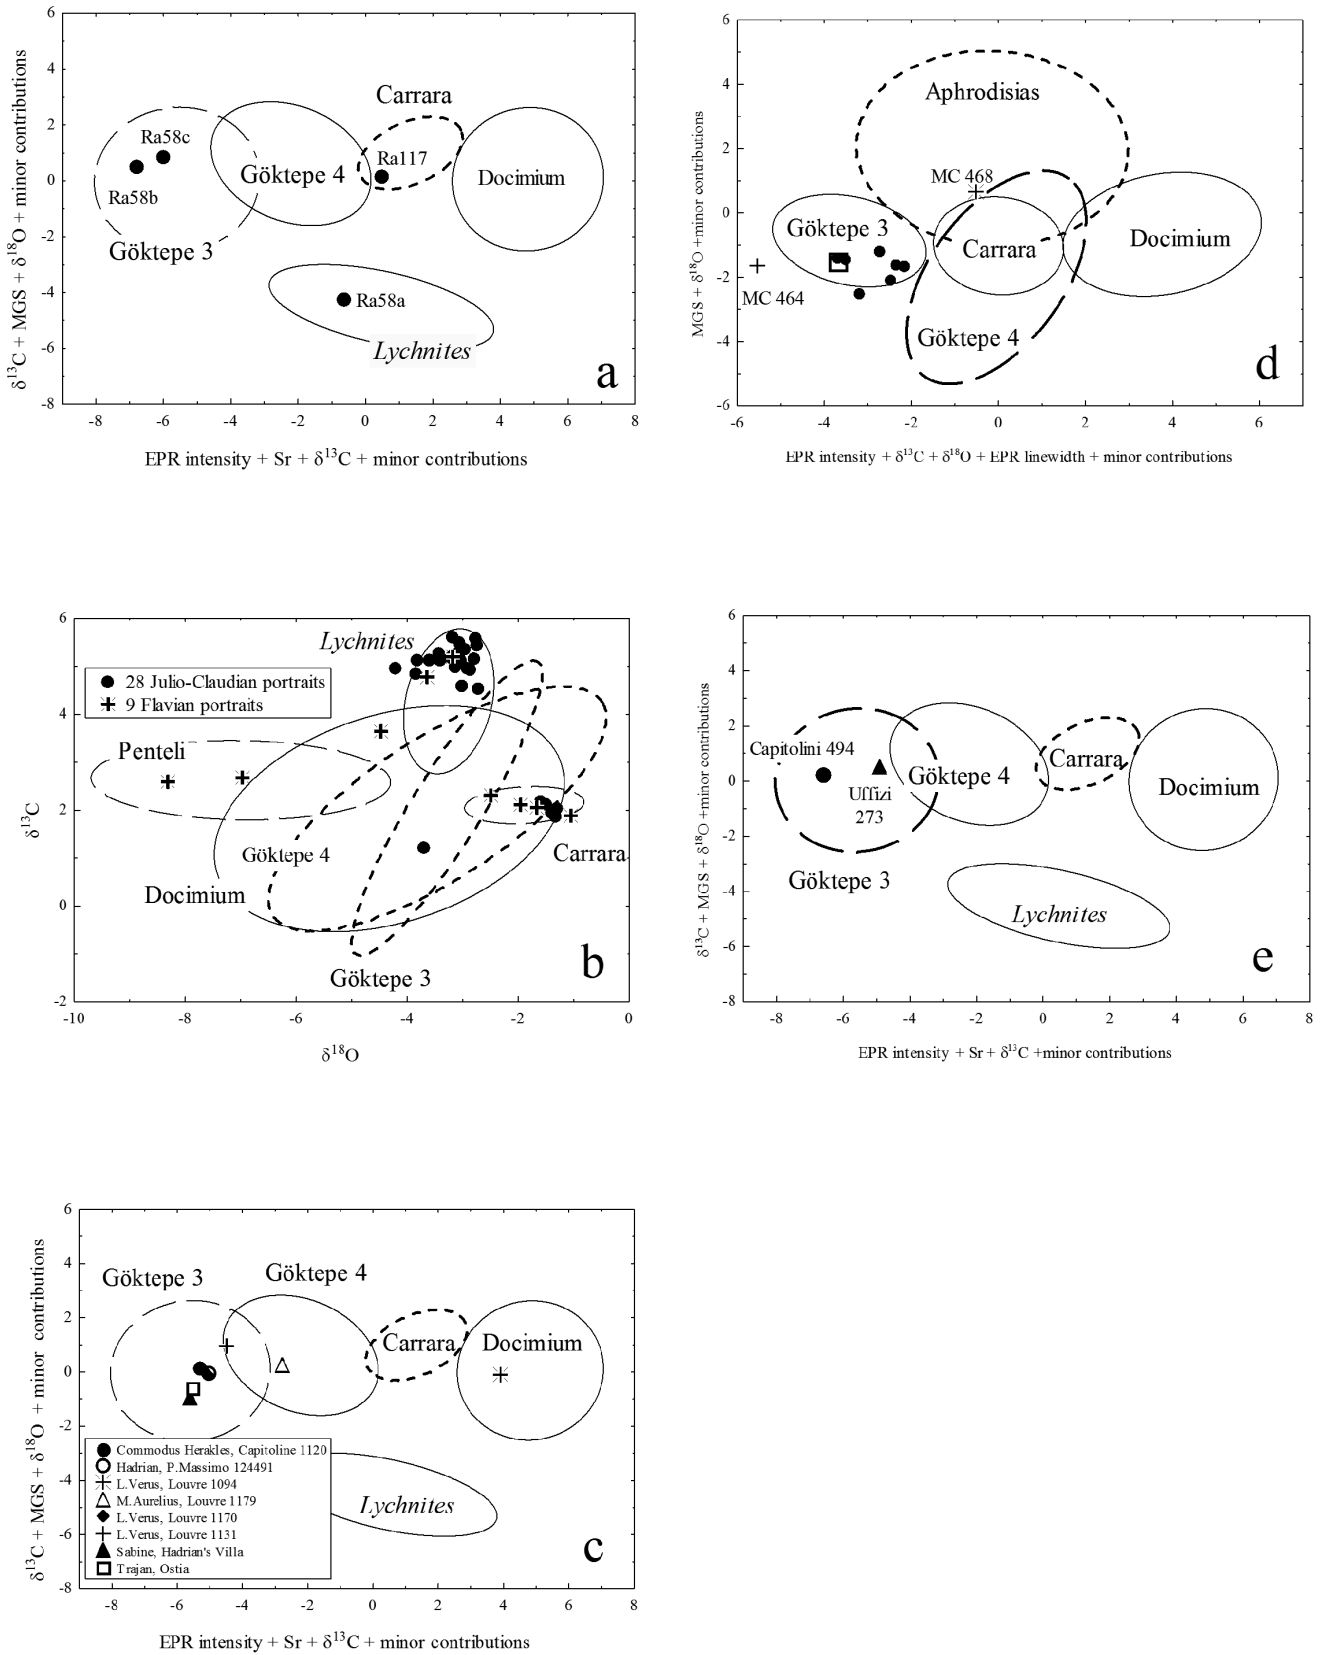 6
4
2
0
-2
-4
-6
-8
-8 -6 -4 -2 0 2 4 6 8
δ¹³C + MGS + δ¹⁸O + minor contributions
EPR intensity + Sr + δ¹³C + minor contributions
Carrara
Ra58c
Ra117
Göktepe 4
Docimium
Ra58b
Göktepe 3
Ra58a
Lychnites
a
6
4
2
0
-2
-4
-6
-6 -4 -2 0 2 4 6
MGS + δ¹⁸O +minor contributions
EPR intensity + δ¹³C + δ¹⁸O + EPR linewidth + minor contributions
Aphrodisias
MC 468
Göktepe 3
Docimium
Carrara
MC 464
Göktepe 4
d
6
4
2
0
-2
-10 -8 -6 -4 -2 0
δ¹³C
δ¹⁸O
Lychnites
28 Julio-Claudian portraits
9 Flavian portraits
Penteli
Göktepe 4
Carrara
Docimium
Göktepe 3
b
6
4
2
0
-2
-4
-6
-8
-8 -6 -4 -2 0 2 4 6 8
δ¹³C + MGS + δ¹⁸O +minor contributions
EPR intensity + Sr + δ¹³C +minor contributions
Capitolini 494
Carrara
Göktepe 4
Docimium
Uffizi
273
Göktepe 3
Lychnites
e
6
4
2
0
-2
-4
-6
-8
-8 -6 -4 -2 0 2 4 6 8
δ¹³C + MGS + δ¹⁸O + minor contributions
EPR intensity + Sr + δ¹³C + minor contributions
Göktepe 3
Göktepe 4
Carrara
Docimium
Commodus Herakles, Capitoline 1120
Hadrian, P.Massimo 124491
L.Verus, Louvre 1094
M.Aurelius, Louvre 1179
L.Verus, Louvre 1170
L.Verus, Louvre 1131
Sabine, Hadrian's Villa
Trajan, Ostia
Lychnites
c